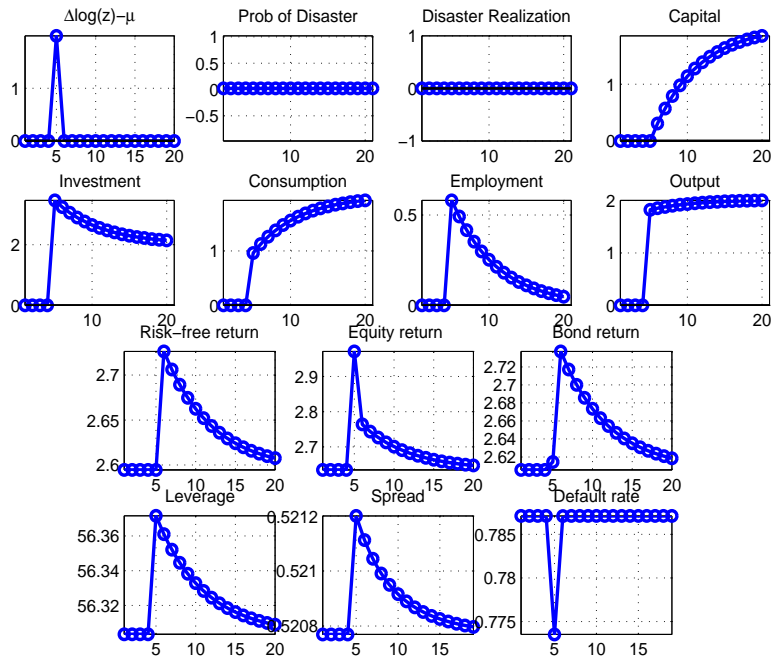 Δlog(z)−μ Prob of Disaster Disaster Realization Capital
1 1 1
1 0.5 1
0 0
−0.5
0 −1 0
5 10 15 20 10 20 10 20 10 20
Investment Consumption Employment Output
2 0.5 2
2 1 1
0 0 0 0
10 20 10 20 10 20 10 20
Risk−free return Equity return Bond return
2.7 2.9 2.72
2.7
2.8 2.68
2.65 2.66
2.7 2.64
2.6 2.62
5 10 15 20 5 10 15 20 5 10 15 20
Leverage Spread Default rate
56.36 0.5212 0.785
56.34 0.521 0.78
56.32 0.5208 0.775
5 10 15 20 5 10 15 5 10 15